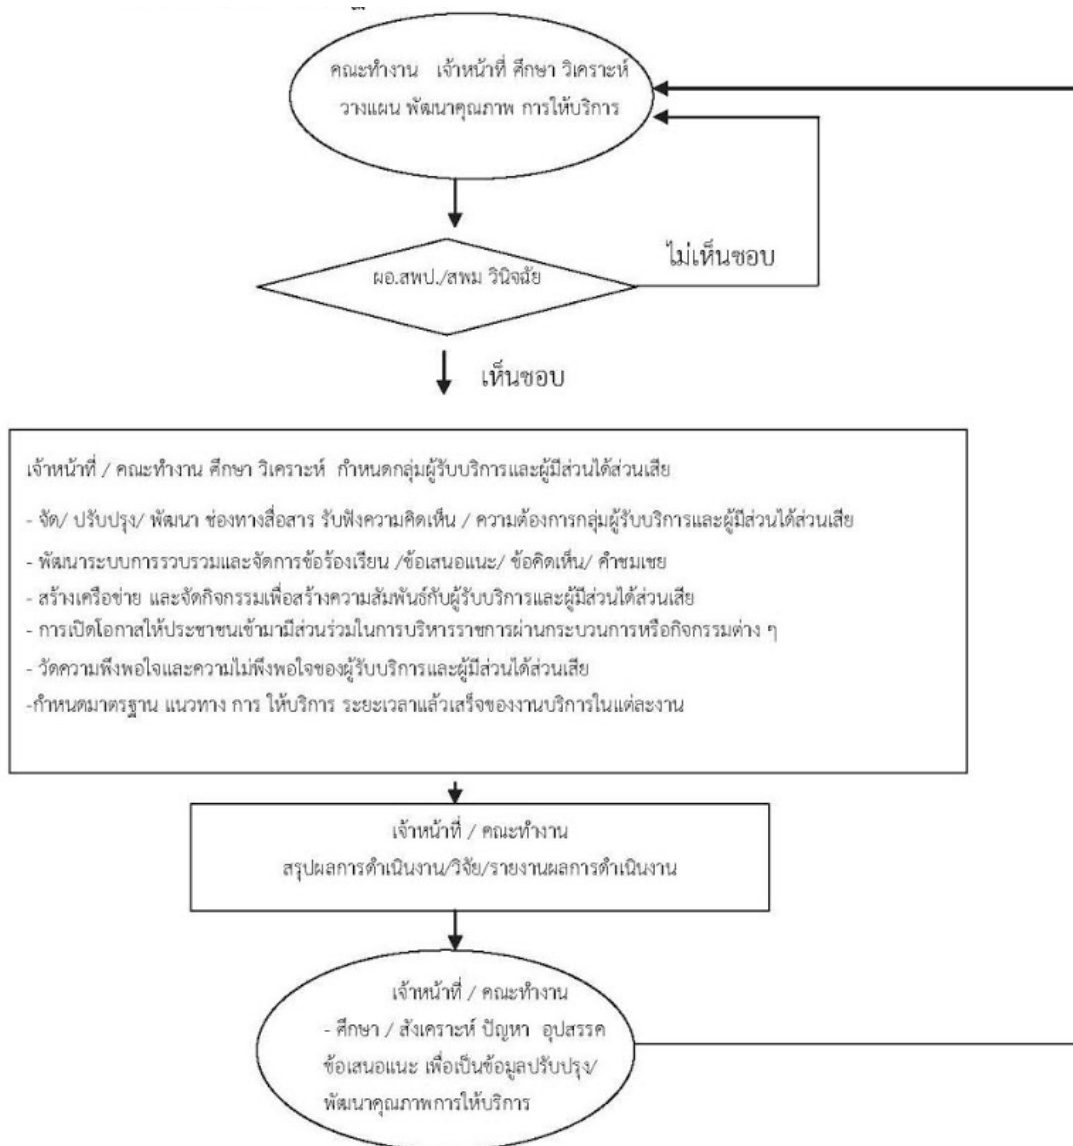 คณะทำงาน เจ้าหน้าที่ ศึกษา วิเคราะห์
วางแผน พัฒนาคุณภาพ การให้บริการ
ผอ.สพป./สพม วินิจฉัย
ไม่เห็นชอบ
เห็นชอบ
เจ้าหน้าที่ / คณะทำงาน ศึกษา วิเคราะห์ กำหนดกลุ่มผู้รับบริการและผู้มีส่วนได้ส่วนเสีย
- จัด/ ปรับปรุง/ พัฒนา ช่องทางสื่อสาร รับฟังความคิดเห็น / ความต้องการกลุ่มผู้รับบริการและผู้มีส่วนได้ส่วนเสีย
- พัฒนาระบบการรวบรวมและจัดการข้อร้องเรียน /ข้อเสนอแนะ/ ข้อคิดเห็น/ คำชมเชย
- สร้างเครือข่าย และจัดกิจกรรมเพื่อสร้างความสัมพันธ์กับผู้รับบริการและผู้มีส่วนได้ส่วนเสีย
- การเปิดโอกาสให้ประชาชนเข้ามามีส่วนร่วมในการบริหารราชการผ่านกระบวนการหรือกิจกรรมต่าง ๆ
- วัดความพึงพอใจและความไม่พึงพอใจของผู้รับบริการและผู้มีส่วนได้ส่วนเสีย
-กำหนดมาตรฐาน แนวทาง การ ให้บริการ ระยะเวลาแล้วเสร็จของงานบริการในแต่ละงาน
เจ้าหน้าที่ / คณะทำงาน
สรุปผลการดำเนินงาน/วิจัย/รายงานผลการดำเนินงาน
เจ้าหน้าที่ / คณะทำงาน
- ศึกษา / สังเคราะห์ ปัญหา อุปสรรค
ข้อเสนอแนะ เพื่อเป็นข้อมูลปรับปรุง/
พัฒนาคุณภาพการให้บริการ